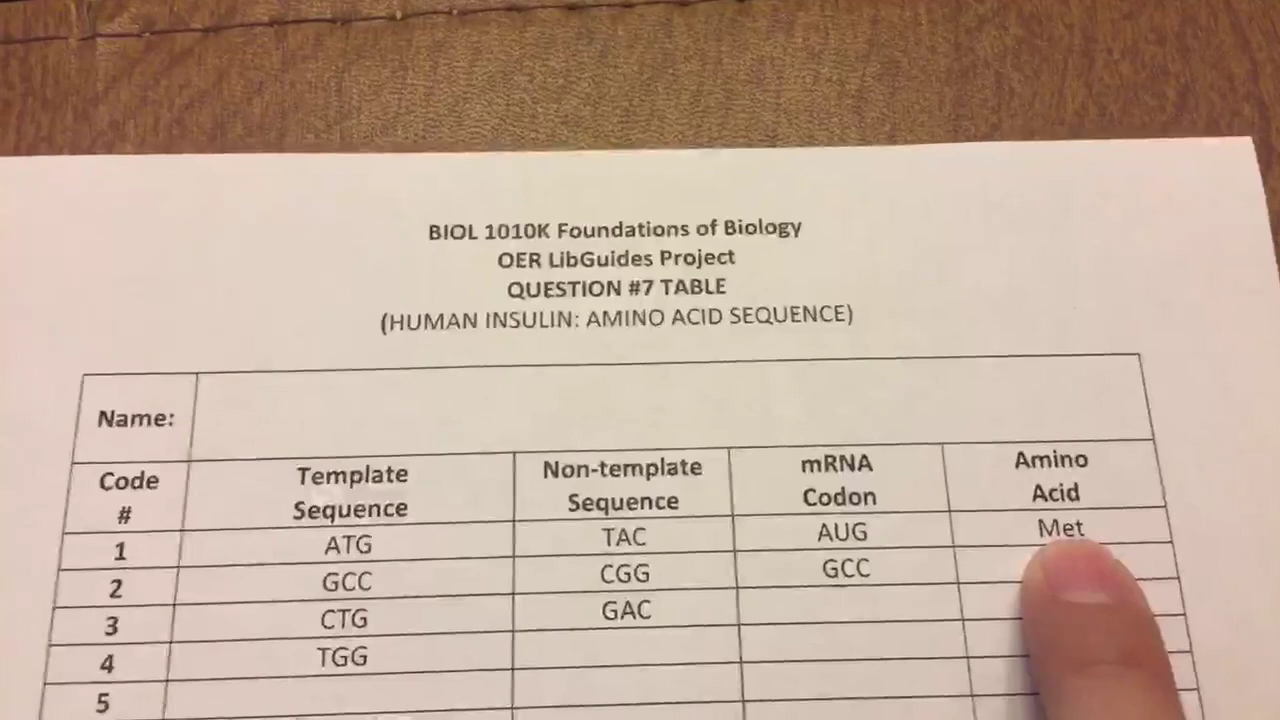 BIOL 1010K Foundations of Biology
OER LibGuides Project
QUESTION #7 TABLE
(HUMAN INSULIN: AMINO ACID SEQUENCE)
Name:
Code # Template Sequence Non-template Sequence mRNA Codon Amino Acid
1 ATG TAC AUG Met
2 GCC CGG GCC
3 CTG GAC
4 TGG
5